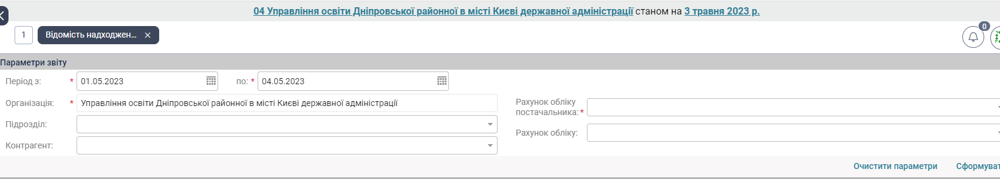 04 Управління освіти Дніпровської районної в місті Києві державної адміністрації станом на 3 травня 2023 р.
1 Відомість надходжен... × 0
Параметри звіту
Період з: * 01.05.2023 по: * 04.05.2023
Організація: * Управління освіти Дніпровської районної в місті Києві державної адміністрації
Рахунок обліку
постачальника: *
Підрозділ:
Рахунок обліку:
Контрагент:
Очистити параметри Сформуват